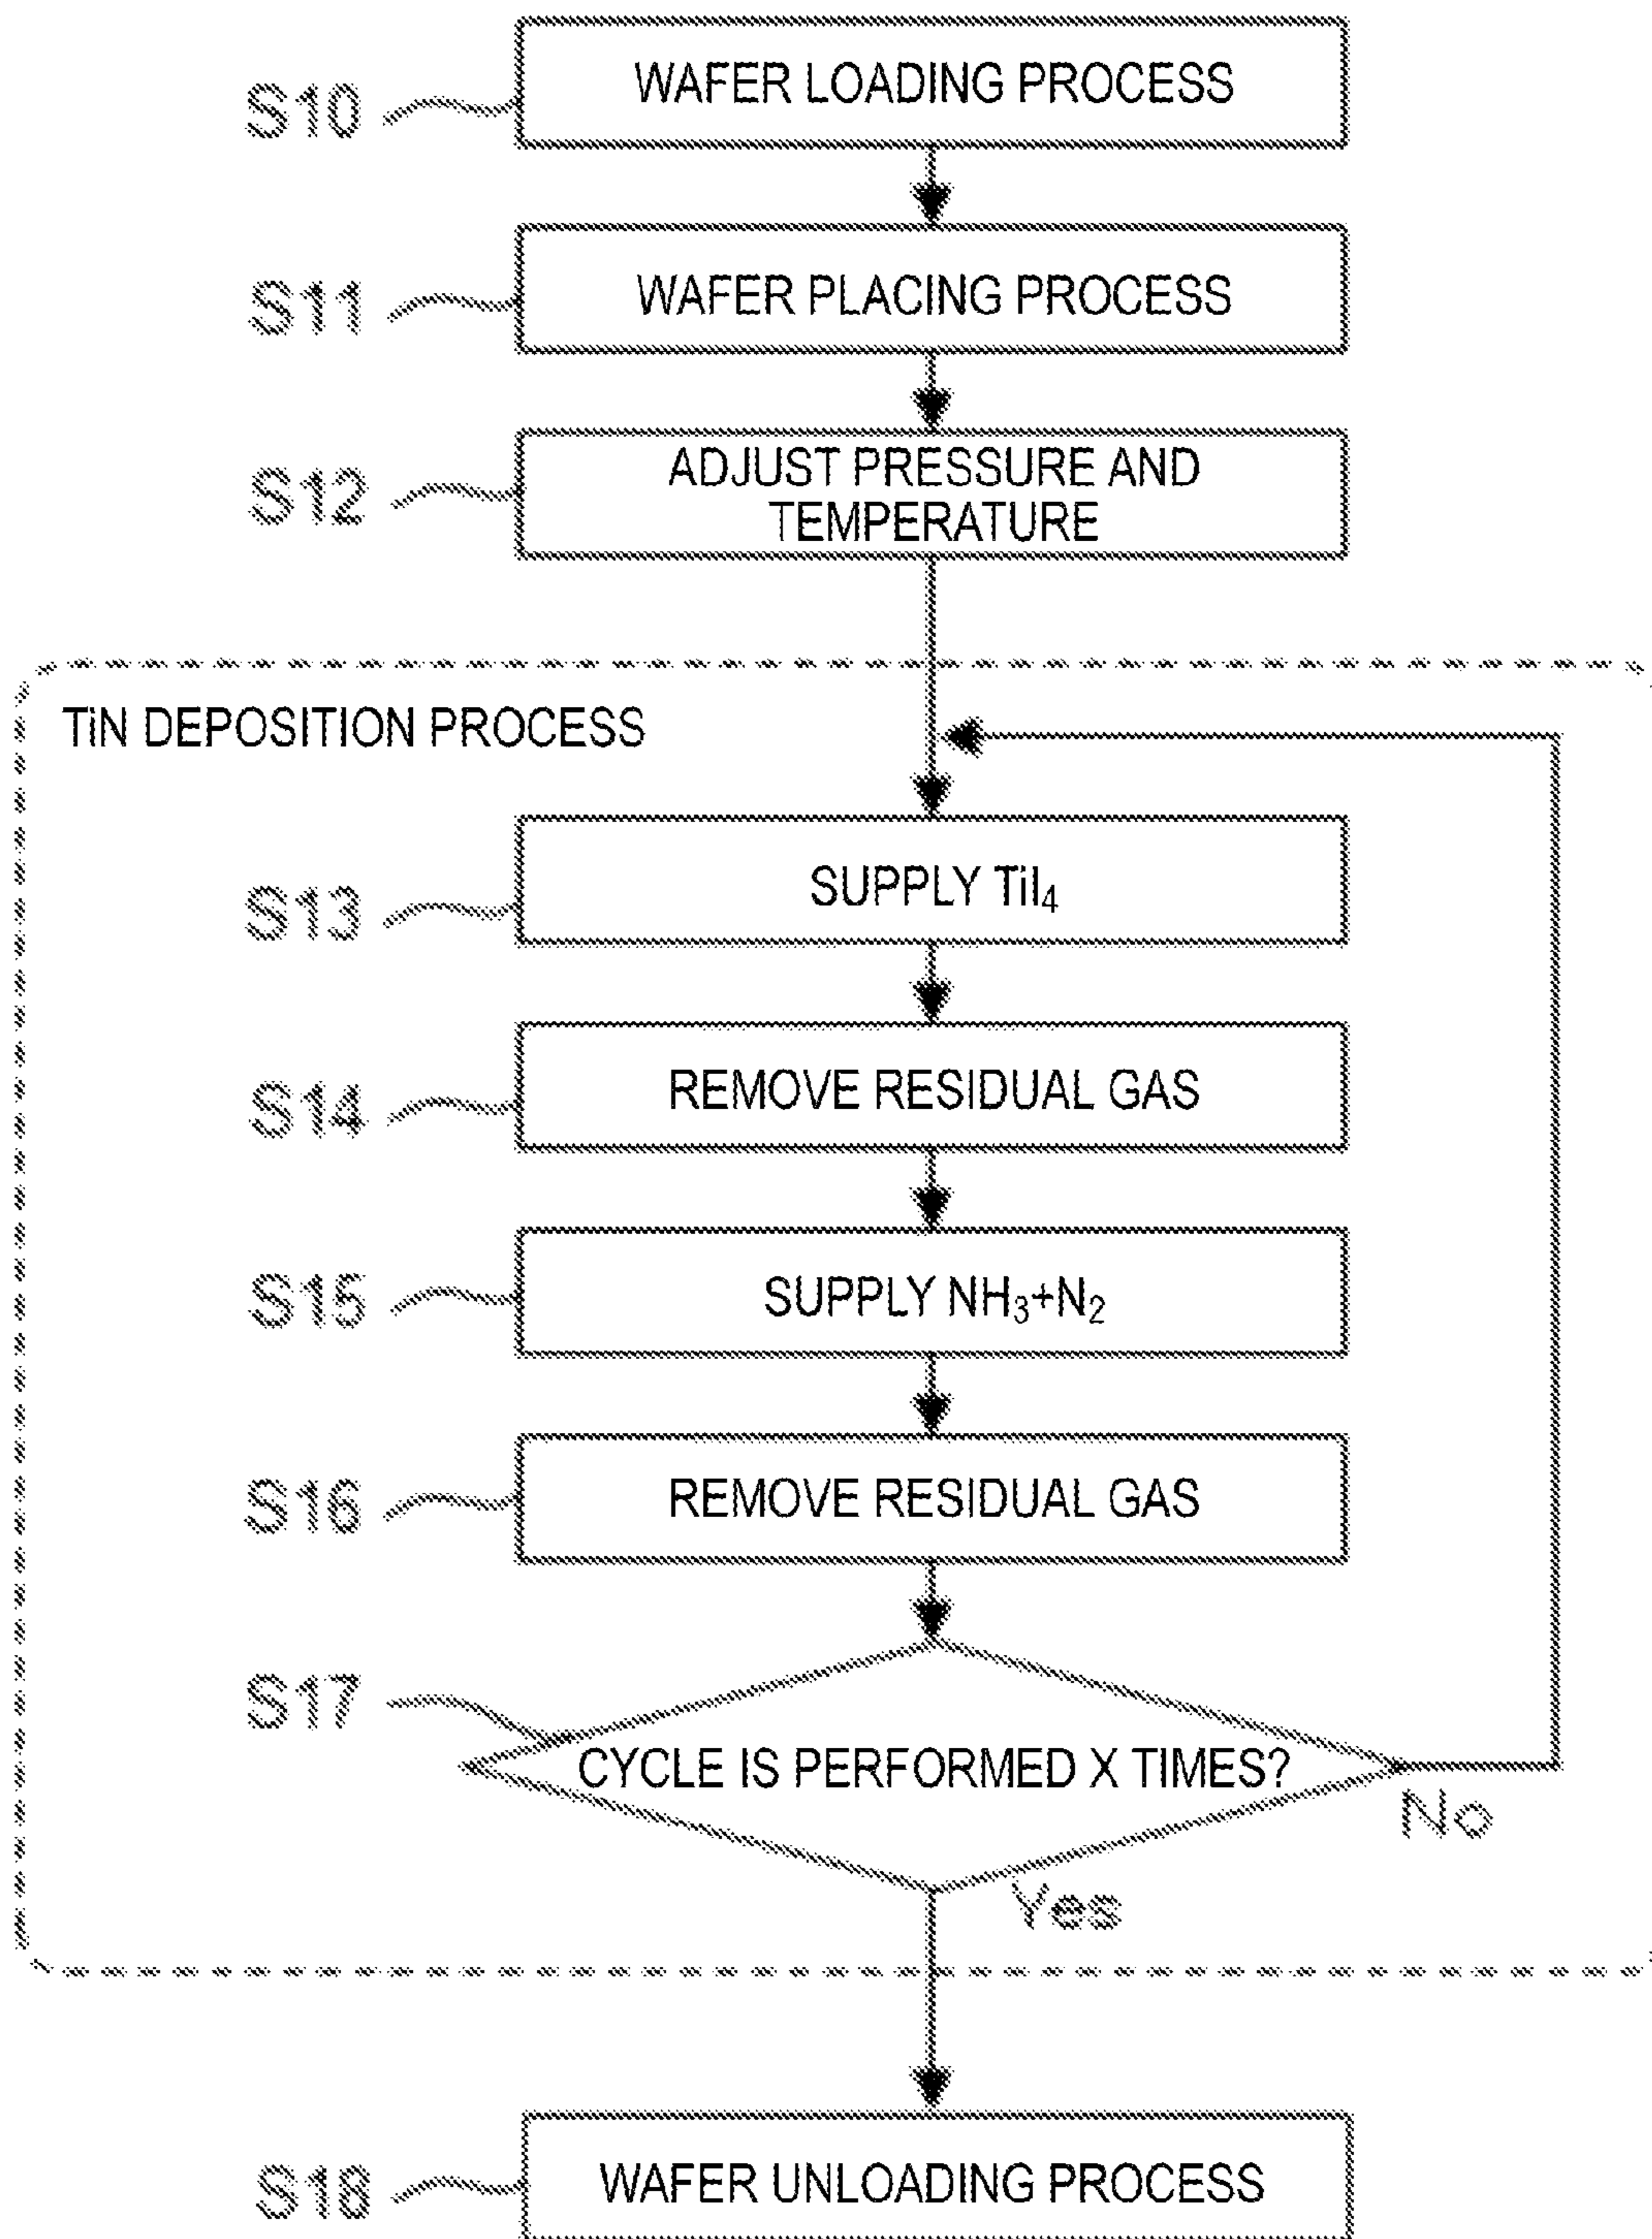 S10
WAFER LOADING PROCESS
S11
WAFER PLACING PROCESS
S12
ADJUST PRESSURE AND
TEMPERATURE
TiN DEPOSITION PROCESS
S13
SUPPLY TiI₄
S14
REMOVE RESIDUAL GAS
S15
SUPPLY NH₃+N₂
S16
REMOVE RESIDUAL GAS
S17
CYCLE IS PERFORMED X TIMES?
No
Yes
S18
WAFER UNLOADING PROCESS